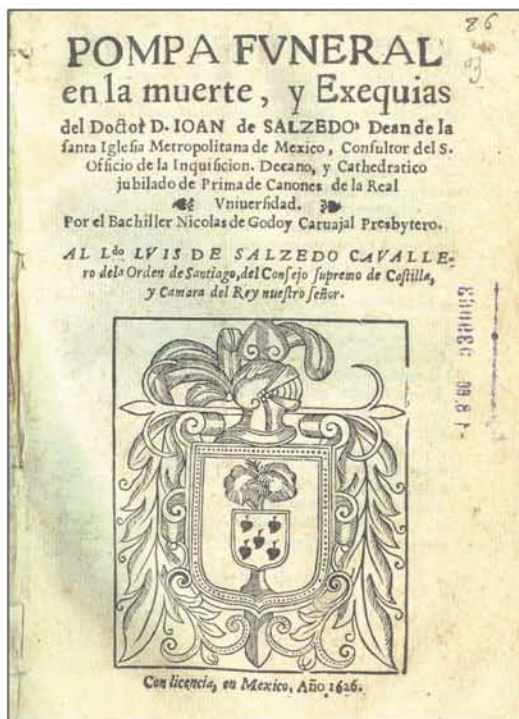 86
POMPA FVNERAL
en la muerte, y Exequias
del Doctor D. IOAN de SALZEDO, Dean de la
santa Iglesia Metropolitana de Mexico, Consultor del S.
Officio de la Inquisicion. Decano, y Cathedratico
jubilado de Prima de Canones de la Real
Vniuersidad.
Por el Bachiller Nicolas de Godoy Caruajal Presbytero.
AL Ldo LVIS DE SALZEDO CAVALLE-
ro dela Orden de Santiago, del Consejo supremo de Castilla,
y Camara del Rey nuestro señor.
Con licencia, en Mexico, Año 1626.